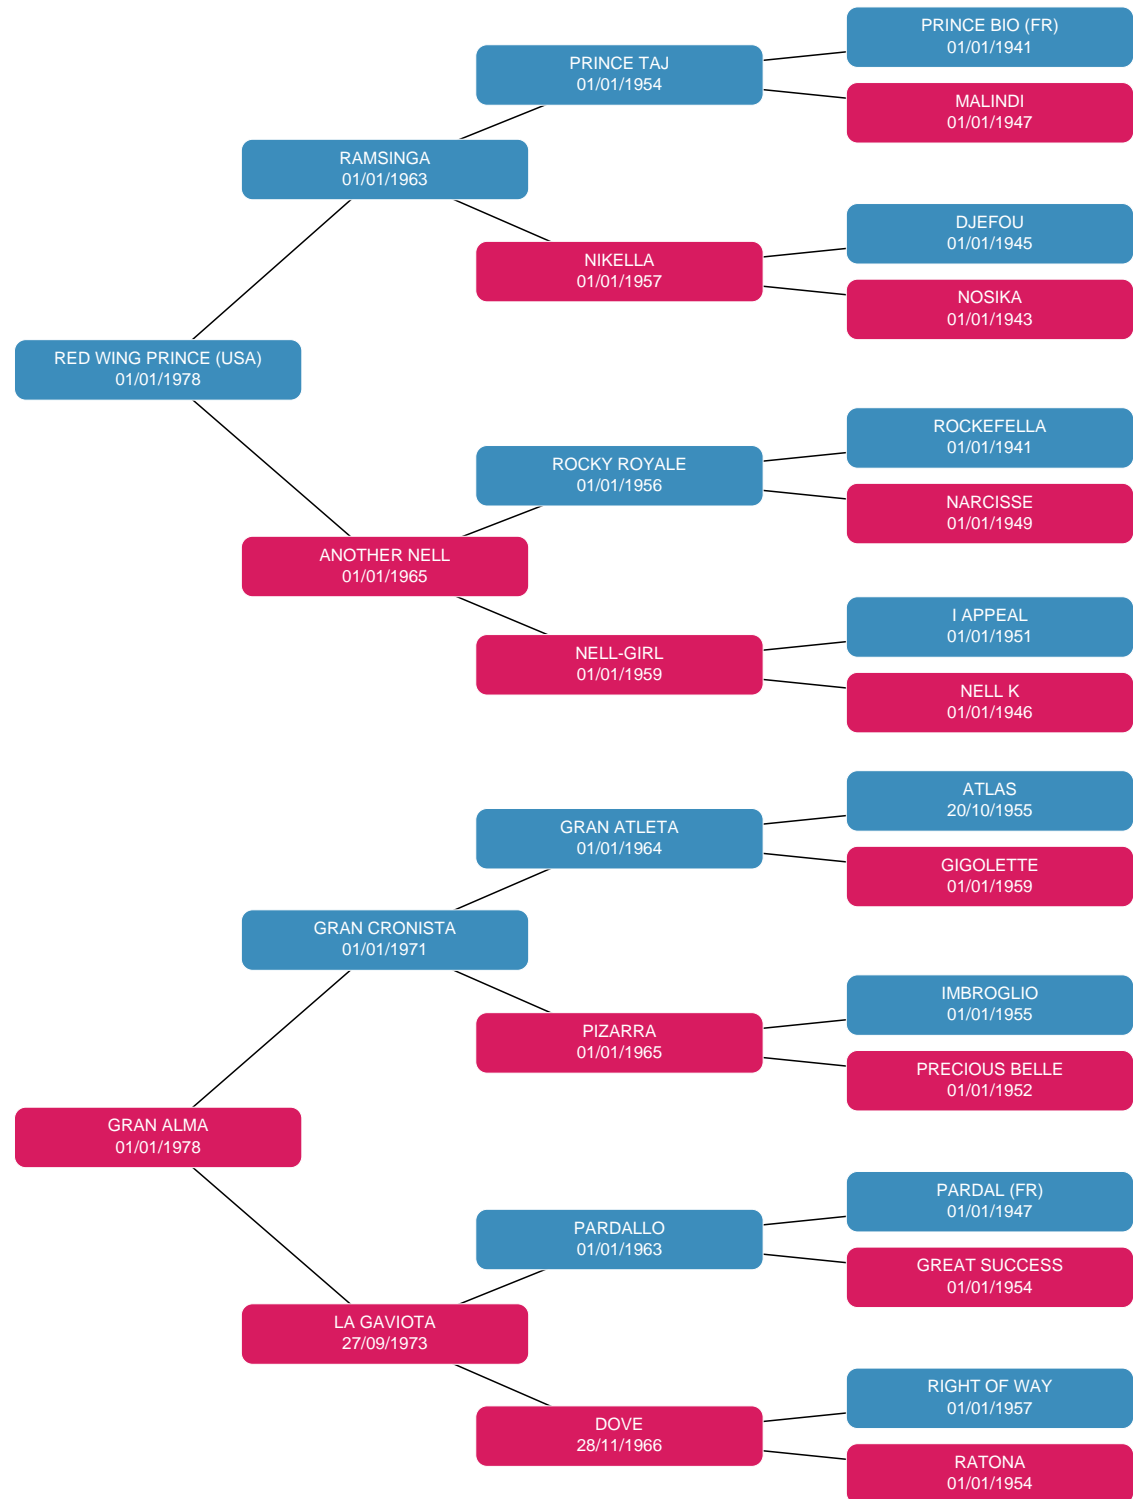 PRINCE BIO (FR)
01/01/1941
PRINCE TAJ
01/01/1954
MALINDI
01/01/1947
RAMSINGA
01/01/1963
DJEFOU
01/01/1945
NIKELLA
01/01/1957
NOSIKA
01/01/1943
RED WING PRINCE (USA)
01/01/1978
ROCKEFELLA
01/01/1941
ROCKY ROYALE
01/01/1956
NARCISSE
01/01/1949
ANOTHER NELL
01/01/1965
I APPEAL
01/01/1951
NELL-GIRL
01/01/1959
NELL K
01/01/1946
ATLAS
20/10/1955
GRAN ATLETA
01/01/1964
GIGOLETTE
01/01/1959
GRAN CRONISTA
01/01/1971
IMBROGLIO
01/01/1955
PIZARRA
01/01/1965
PRECIOUS BELLE
01/01/1952
GRAN ALMA
01/01/1978
PARDAL (FR)
01/01/1947
PARDALLO
01/01/1963
GREAT SUCCESS
01/01/1954
LA GAVIOTA
27/09/1973
RIGHT OF WAY
01/01/1957
DOVE
28/11/1966
RATONA
01/01/1954